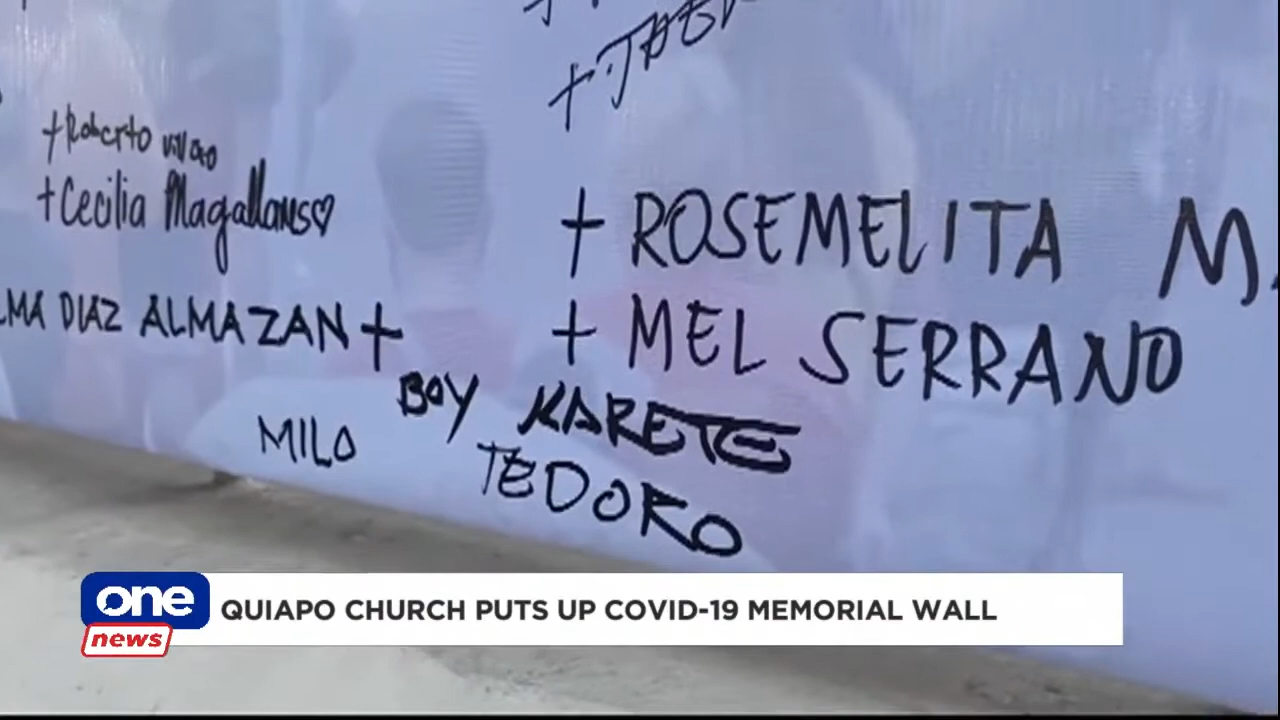 + Roberto
+ Cecilia Magallanes♡
+ ROSEMELITA
LMA DIAZ ALMAZAN +
+ MEL SERRANO
BOY KARETE
MILO
TEDORO
one
news
QUIAPO CHURCH PUTS UP COVID-19 MEMORIAL WALL